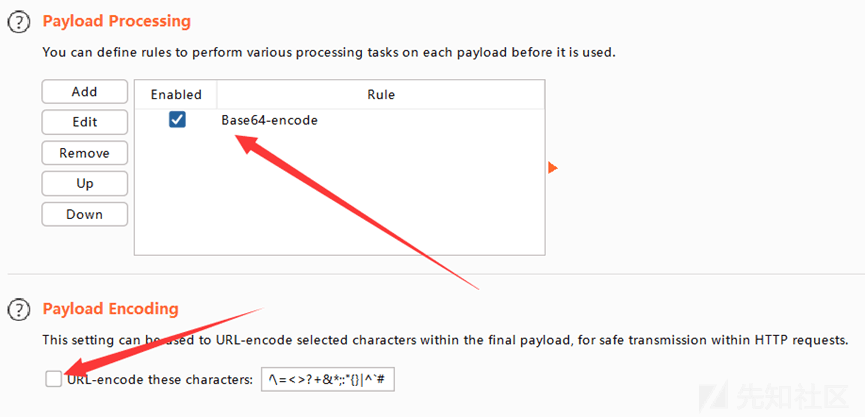 Payload Processing
You can define rules to perform various processing tasks on each payload before it is used.
Add
Enabled
Rule
Edit
Base64-encode
Remove
Up
Down
Payload Encoding
This setting can be used to URL-encode selected characters within the final payload, for safe transmission within HTTP requests.
URL-encode these characters:
^\=<>?+&*;:"{}|^`#
先知社区